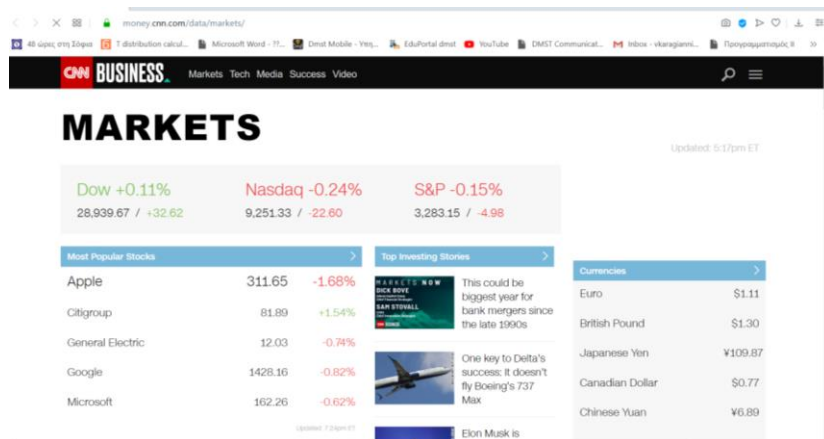 money.cnn.com/data/markets/
48 ώρες στη Σόφια T distribution calcul... Microsoft Word - ??... Dmst Mobile - Υπη... EduPortal dmst YouTube DMST Communicat... Inbox - vkaragianni... Προγραμματισμός II
CNN BUSINESS Markets Tech Media Success Video
MARKETS
Updated: 5:17pm ET
Dow +0.11% Nasdaq -0.24% S&P -0.15%
28,939.67 / +32.62 9,251.33 / -22.60 3,283.15 / -4.98
Most Popular Stocks
Apple 311.65 -1.68%
Citigroup 81.89 +1.54%
General Electric 12.03 -0.74%
Google 1428.16 -0.82%
Microsoft 162.26 -0.62%
Updated: 7:24pm ET
Top Investing Stories
MARKETS NOW
DICK BOVE
SAM STOVALL
This could be
biggest year for
bank mergers since
the late 1990s
One key to Delta's
success: It doesn't
fly Boeing's 737
Max
Elon Musk is
Currencies
Euro $1.11
British Pound $1.30
Japanese Yen ¥109.87
Canadian Dollar $0.77
Chinese Yuan ¥6.89